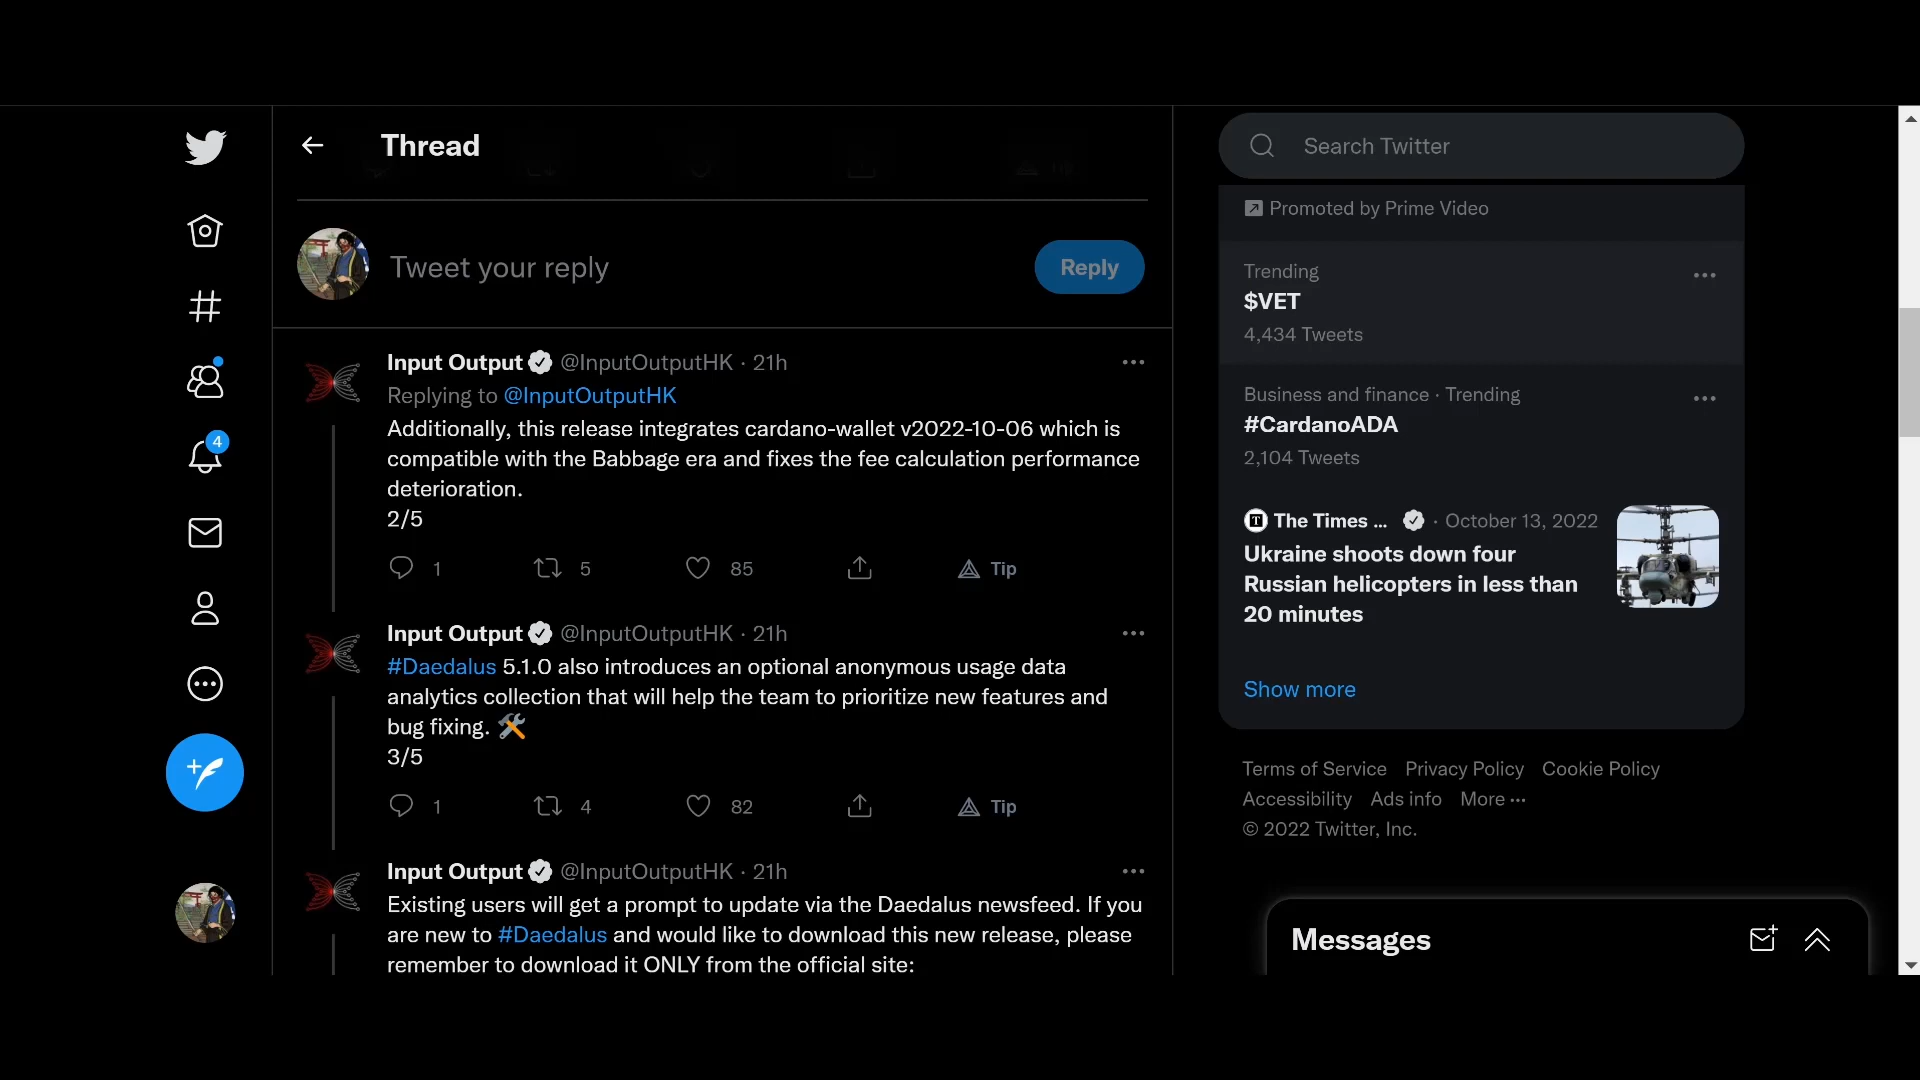 Thread
Tweet your reply
Reply
Input Output @InputOutputHK · 21h
Replying to @InputOutputHK
Additionally, this release integrates cardano-wallet v2022-10-06 which is
compatible with the Babbage era and fixes the fee calculation performance
deterioration.
2/5
1 5 85 Tip
Input Output @InputOutputHK · 21h
#Daedalus 5.1.0 also introduces an optional anonymous usage data
analytics collection that will help the team to prioritize new features and
bug fixing. 🛠️
3/5
1 4 82 Tip
Input Output @InputOutputHK · 21h
Existing users will get a prompt to update via the Daedalus newsfeed. If you
are new to #Daedalus and would like to download this new release, please
remember to download it ONLY from the official site:
4
Search Twitter
Promoted by Prime Video
Trending
$VET
4,434 Tweets
Business and finance · Trending
#CardanoADA
2,104 Tweets
The Times ... · October 13, 2022
Ukraine shoots down four
Russian helicopters in less than
20 minutes
Show more
Terms of Service Privacy Policy Cookie Policy
Accessibility Ads info More ···
© 2022 Twitter, Inc.
Messages